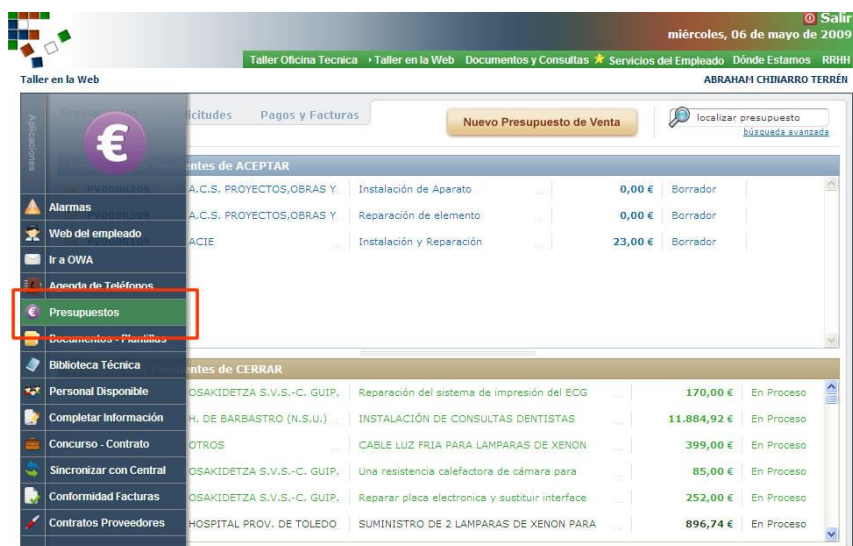 Salir
miércoles, 06 de mayo de 2009
Taller Oficina Tecnica Taller en la Web Documentos y Consultas Servicios del Empleado Dónde Estamos RRHH
Taller en la Web ABRAHAM CHINARRO TERRÉN
Aplicaciones
Pagos y Facturas
Nuevo Presupuesto de Venta
localizar presupuesto
búsqueda avanzada
€
de ACEPTAR
A.C.S. PROYECTOS,OBRAS Y Instalación de Aparato ... 0,00 € Borrador
Alarmas
A.C.S. PROYECTOS,OBRAS Y Reparación de elemento ... 0,00 € Borrador
Web del empleado
ACIE ... Instalación y Reparación ... 23,00 € Borrador
Ir a OWA
Agenda de Teléfonos
€ Presupuestos
Documentos - Plantillas
Biblioteca Técnica
de CERRAR
Personal Disponible
OSAKIDETZA S.V.S.-C. GUIP. Reparación del sistema de impresión del ECG ... 170,00 € En Proceso
Completar Información
H. DE BARBASTRO (N.S.U.) ... INSTALACIÓN DE CONSULTAS DENTISTAS ... 11.884,92 € En Proceso
Concurso - Contrato
OTROS ... CABLE LUZ FRIA PARA LAMPARAS DE XENON ... 399,00 € En Proceso
Sincronizar con Central
OSAKIDETZA S.V.S.-C. GUIP. Una resistencia calefactora de cámara para ... 85,00 € En Proceso
Conformidad Facturas
OSAKIDETZA S.V.S.-C. GUIP. Reparar placa electronica y sustituir interface ... 252,00 € En Proceso
Contratos Proveedores
HOSPITAL PROV. DE TOLEDO SUMINISTRO DE 2 LAMPARAS DE XENON PARA ... 896,74 € En Proceso